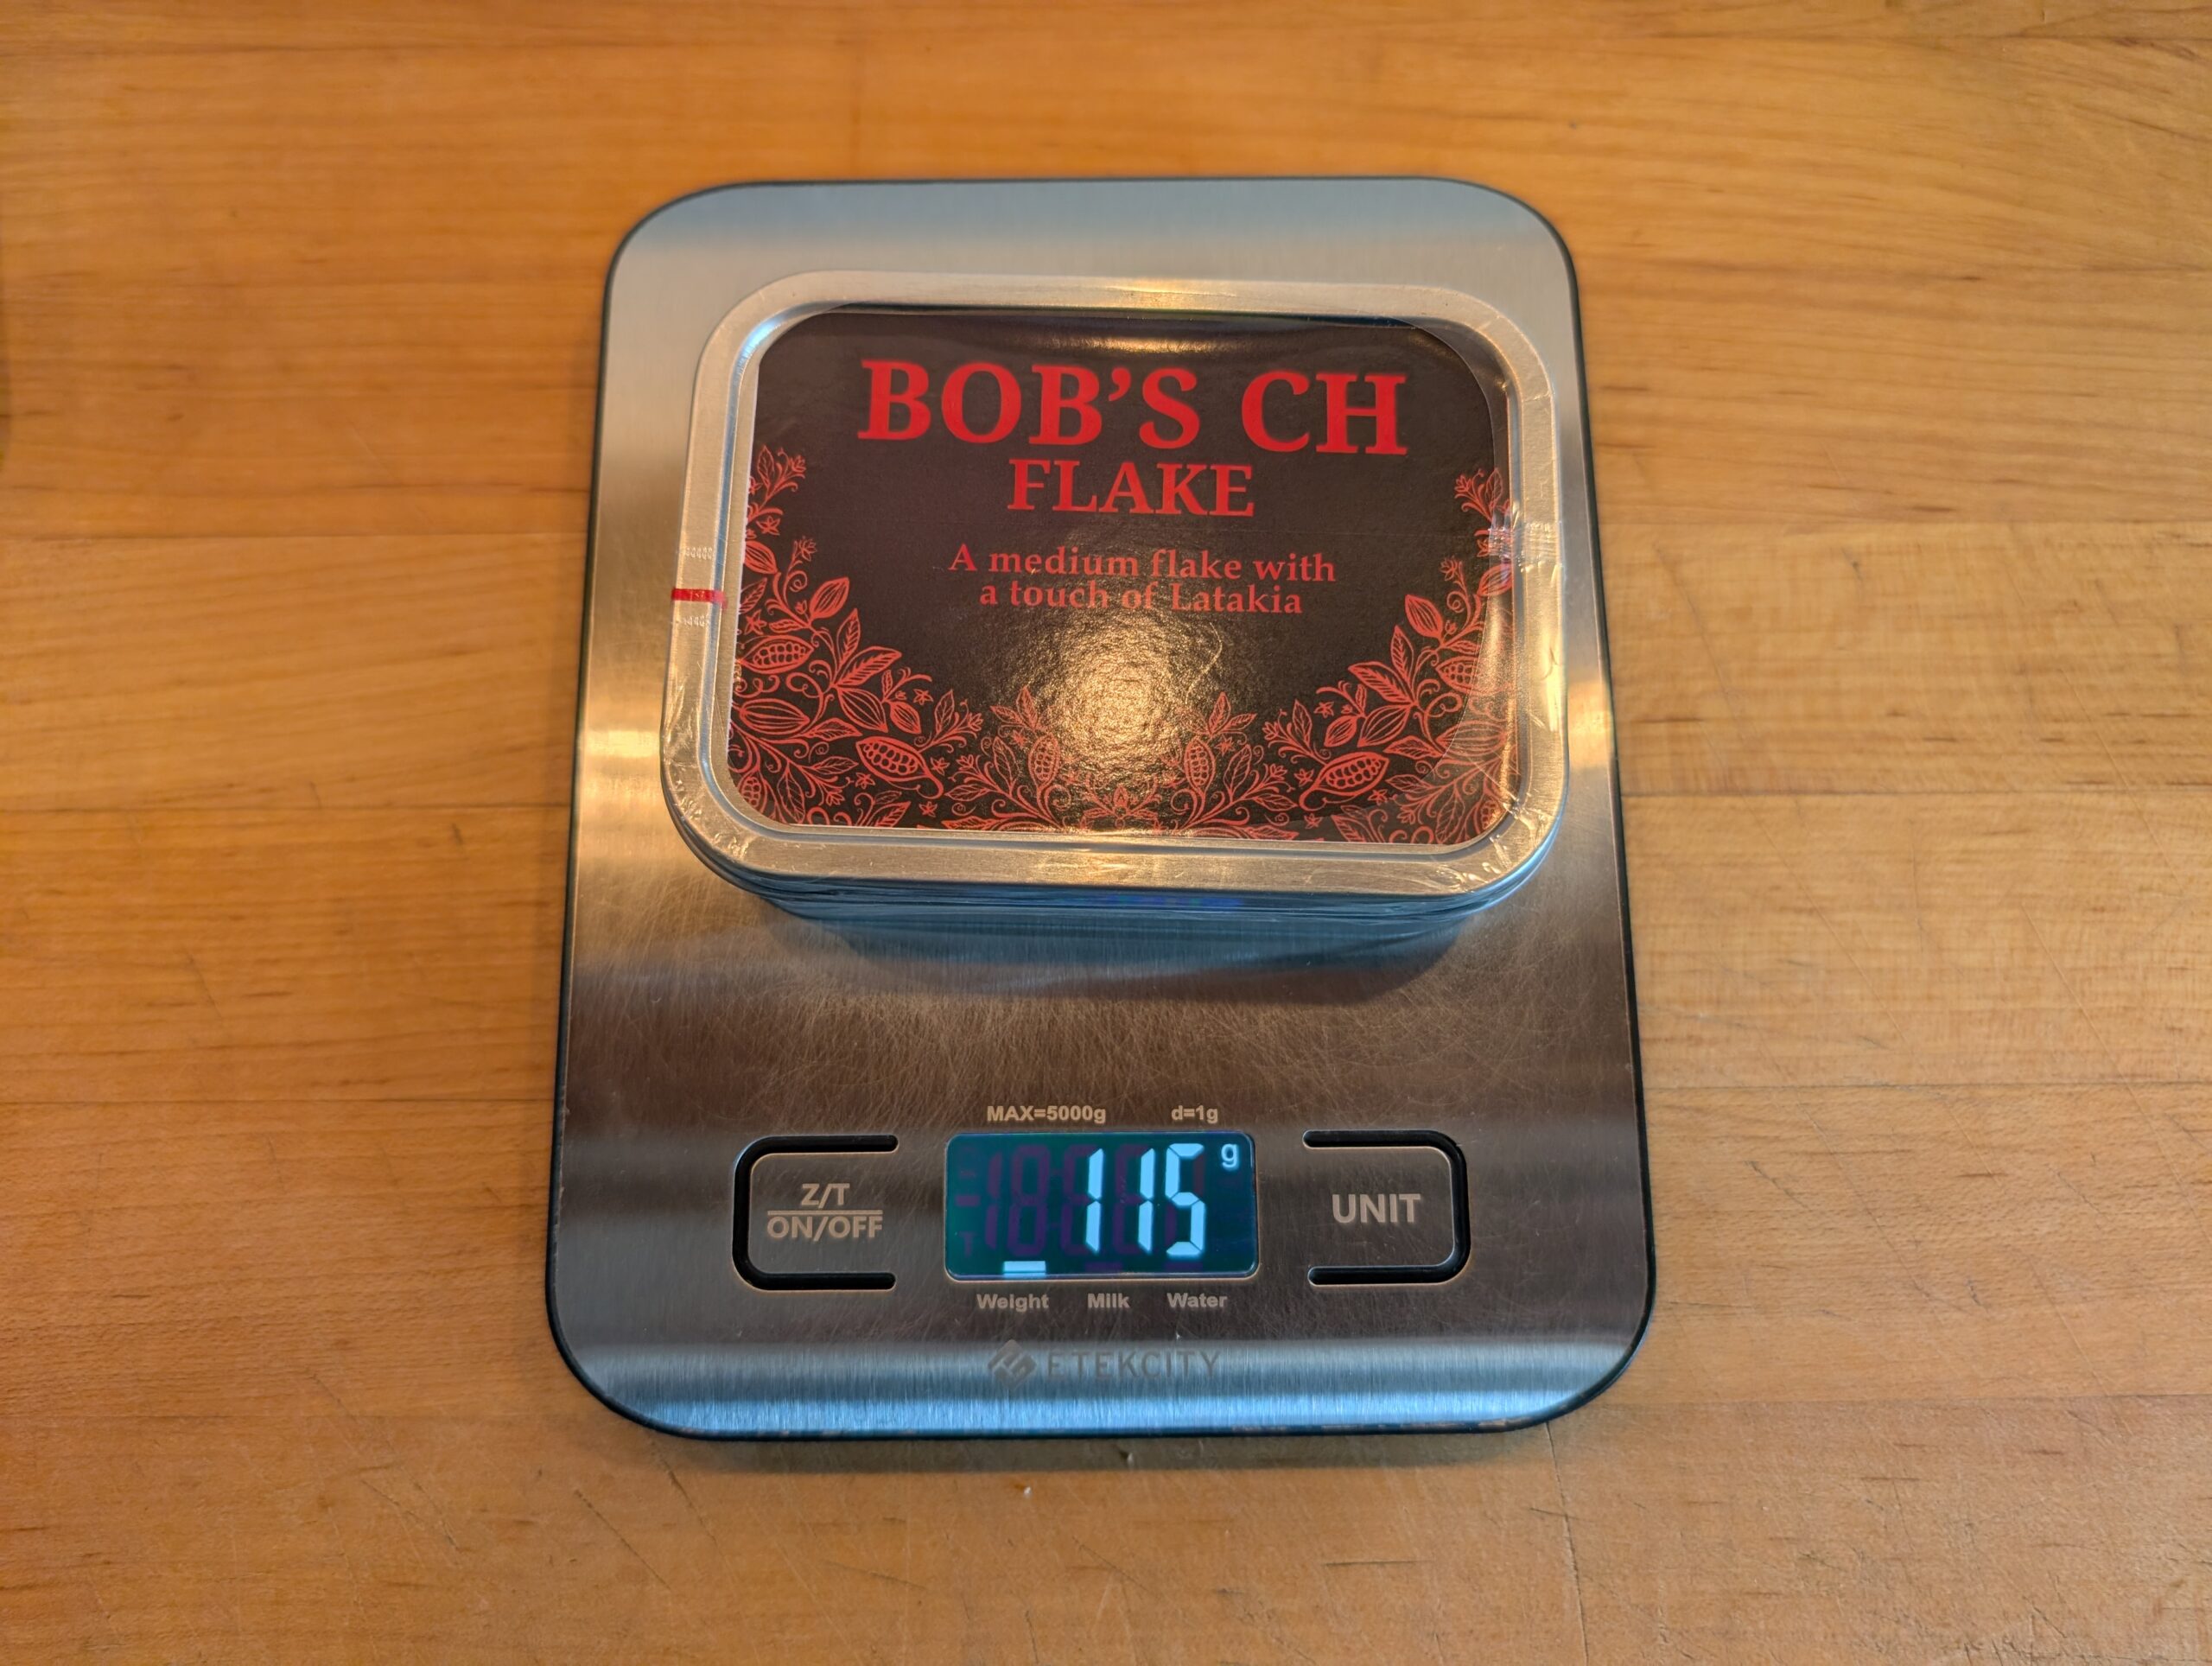 BOB'S CH
FLAKE
A medium flake with
a touch of Latakia
MAX=5000g d=1g
Z/T
ON/OFF
115 g
UNIT
Weight Milk Water
ETEKCITY